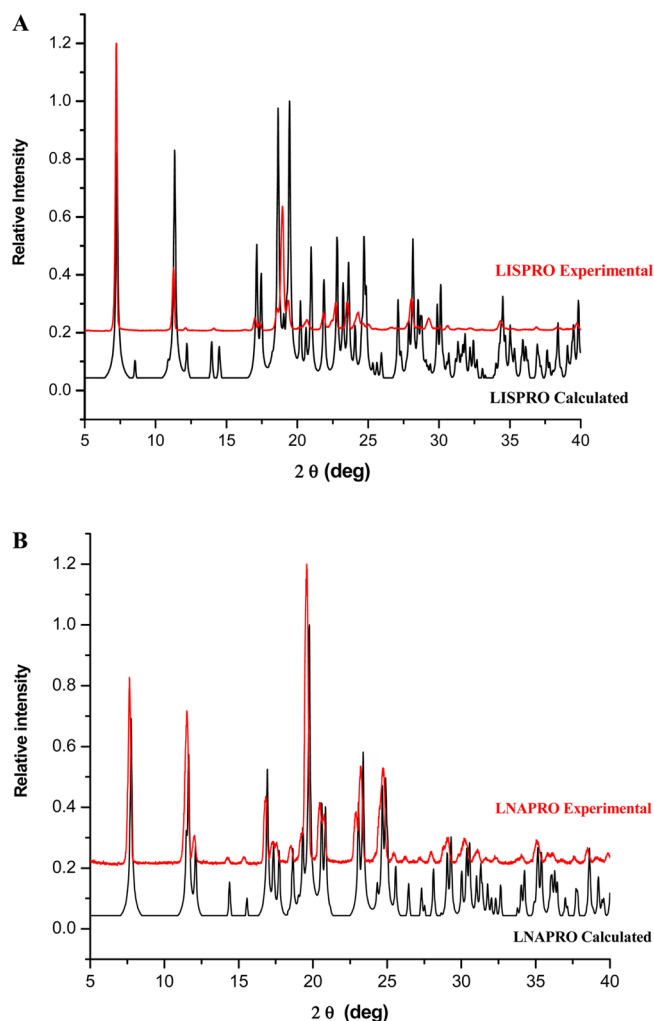 A
1.2
1.0
0.8
0.6
0.4
0.2
0.0
Relative Intensity
LISPRO Experimental
LISPRO Calculated
5 10 15 20 25 30 35 40
2 θ (deg)
B
1.2
1.0
0.8
0.6
0.4
0.2
0.0
Relative intensity
LNAPRO Experimental
LNAPRO Calculated
5 10 15 20 25 30 35 40
2 θ (deg)